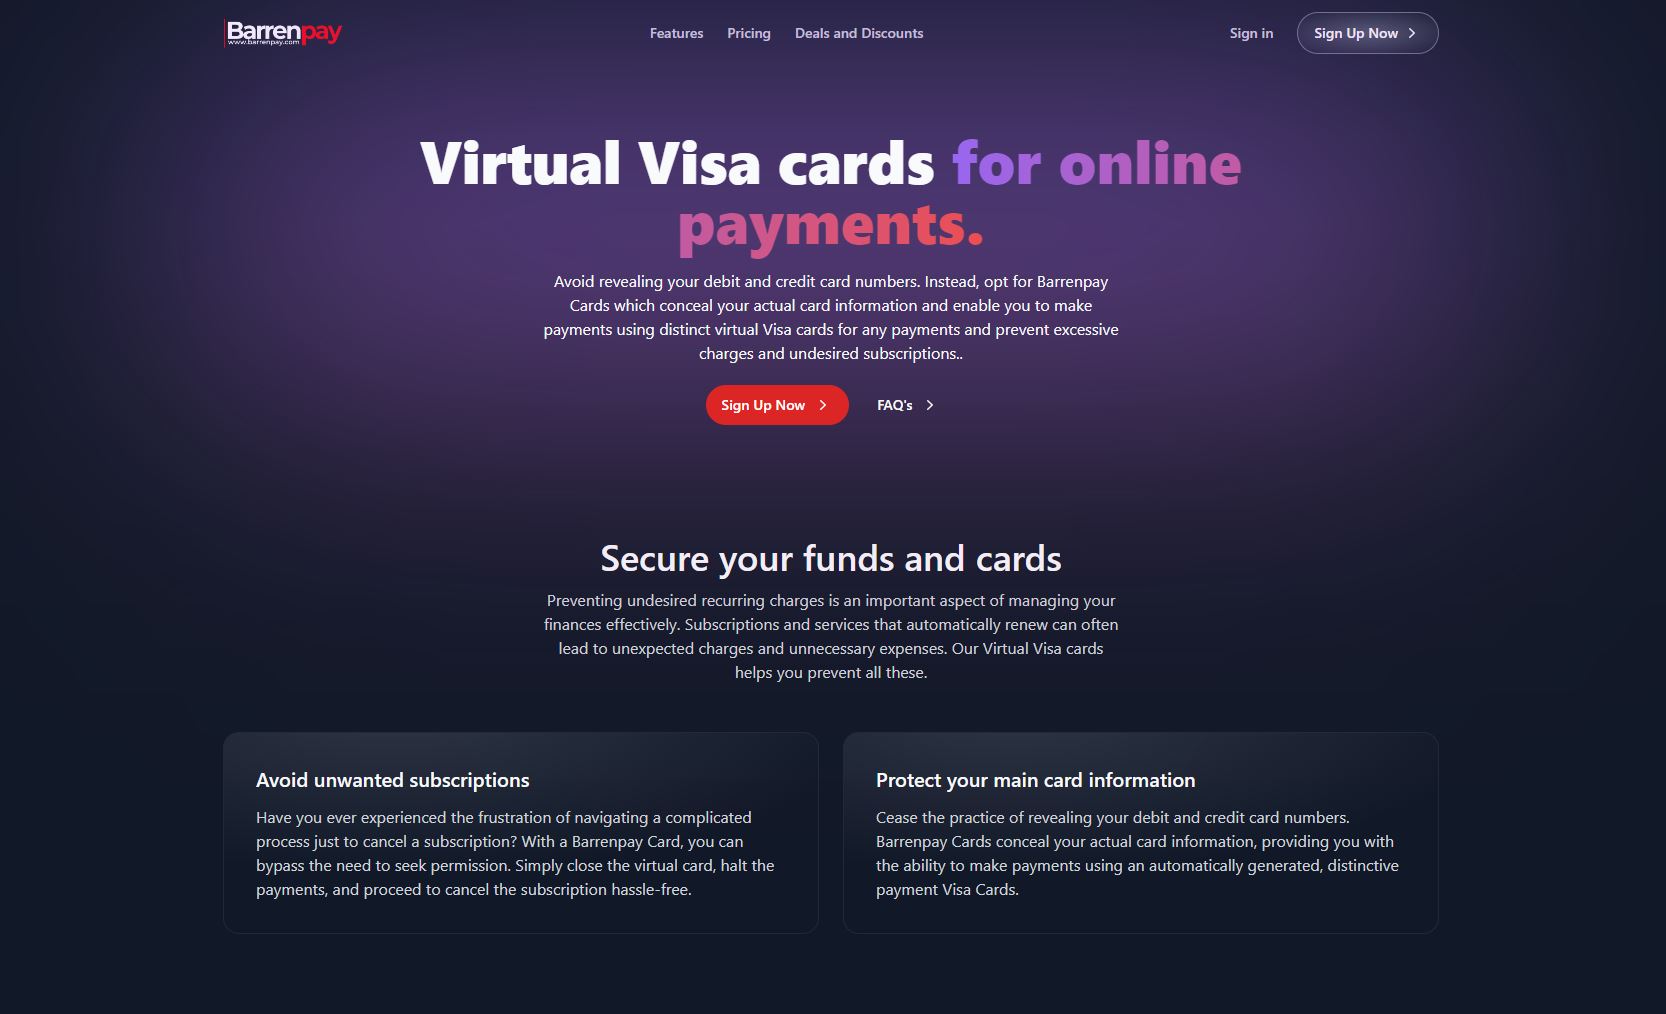 Barrenpay
www.barrenpay.com
Features
Pricing
Deals and Discounts
Sign in
Sign Up Now
Virtual Visa cards for online
payments.
Avoid revealing your debit and credit card numbers. Instead, opt for Barrenpay
Cards which conceal your actual card information and enable you to make
payments using distinct virtual Visa cards for any payments and prevent excessive
charges and undesired subscriptions..
Sign Up Now
FAQ's
Secure your funds and cards
Preventing undesired recurring charges is an important aspect of managing your
finances effectively. Subscriptions and services that automatically renew can often
lead to unexpected charges and unnecessary expenses. Our Virtual Visa cards
helps you prevent all these.
Avoid unwanted subscriptions
Have you ever experienced the frustration of navigating a complicated
process just to cancel a subscription? With a Barrenpay Card, you can
bypass the need to seek permission. Simply close the virtual card, halt the
payments, and proceed to cancel the subscription hassle-free.
Protect your main card information
Cease the practice of revealing your debit and credit card numbers.
Barrenpay Cards conceal your actual card information, providing you with
the ability to make payments using an automatically generated, distinctive
payment Visa Cards.